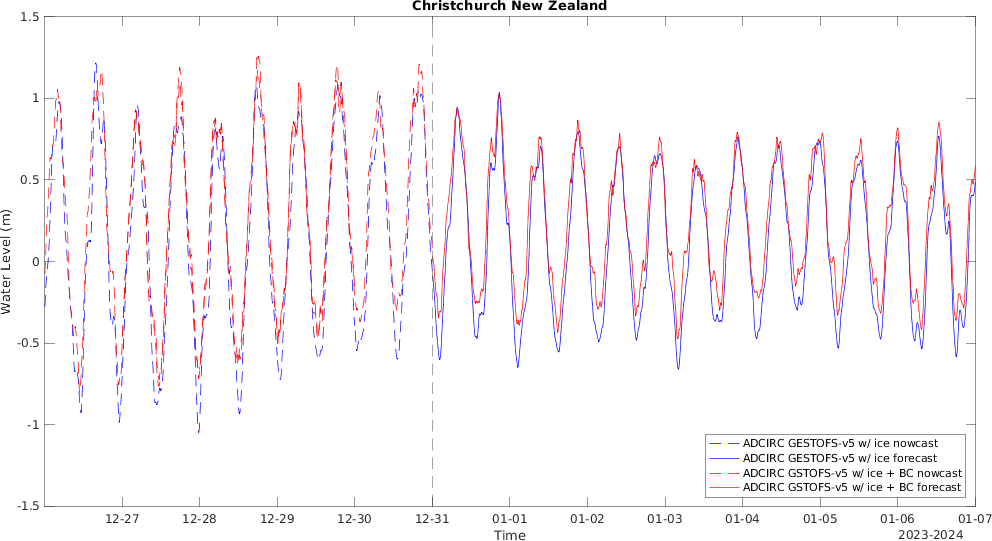 Christchurch New Zealand
1.5
1
0.5
0
-0.5
-1
-1.5
Water Level (m)
ADCIRC GESTOFS-v5 w/ ice nowcast
ADCIRC GESTOFS-v5 w/ ice forecast
ADCIRC GSTOFS-v5 w/ ice + BC nowcast
ADCIRC GSTOFS-v5 w/ ice + BC forecast
12-27 12-28 12-29 12-30 12-31 01-01 01-02 01-03 01-04 01-05 01-06 01-07
Time
2023-2024